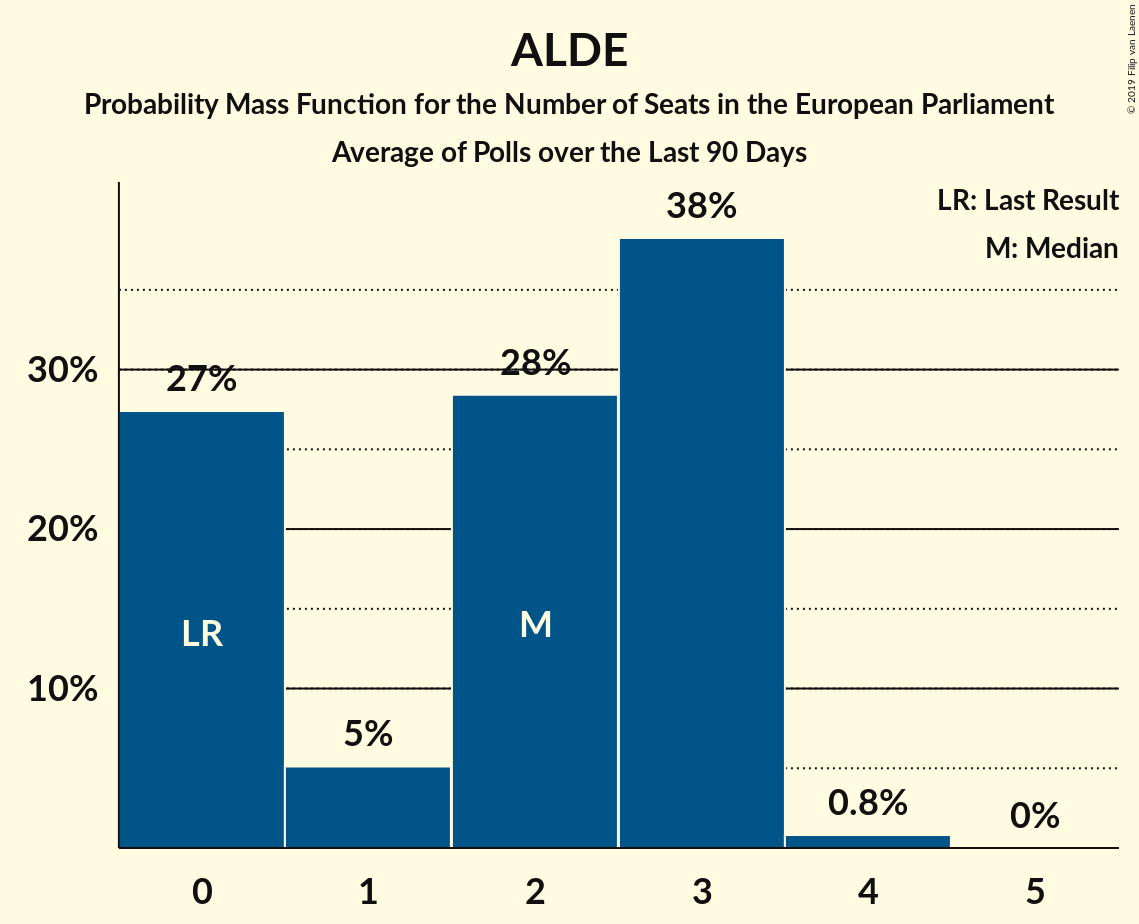 ALDE
Probability Mass Function for the Number of Seats in the European Parliament
Average of Polls over the Last 90 Days
© 2019 Filip van Laenen
LR: Last Result
M: Median
38%
30%
27%
28%
20%
LR
M
10%
5%
0.8%
0%
0
1
2
3
4
5